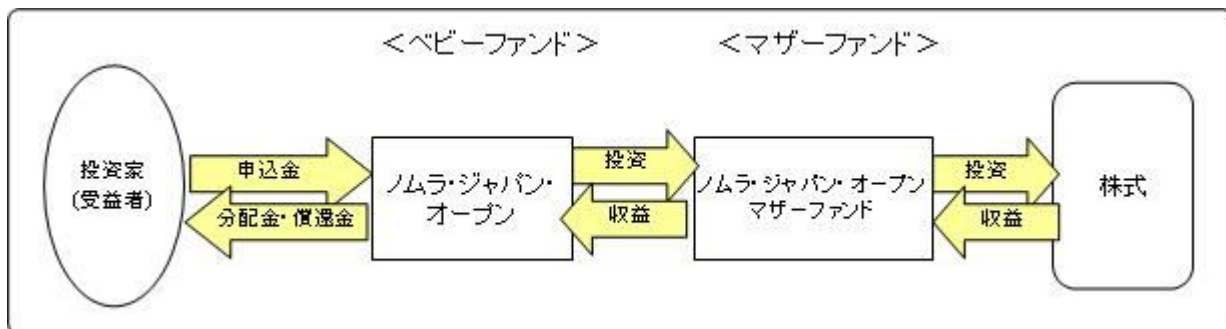 ＜ベビーファンド＞
＜マザーファンド＞
投資家
(受益者)
申込金
分配金・償還金
ノムラ・ジャパン・
オープン
投資
収益
ノムラ・ジャパン・オープン
マザーファンド
投資
収益
株式